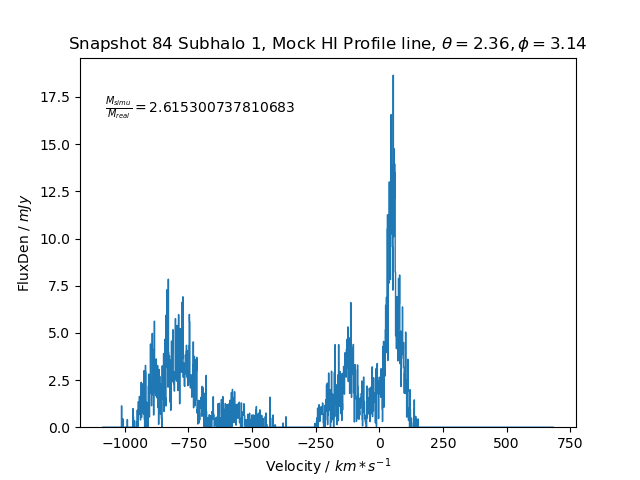 Snapshot 84 Subhalo 1, Mock HI Profile line, θ = 2.36, ϕ = 3.14
M_simu/M_real = 2.615300737810683
17.5
15.0
12.5
10.0
7.5
5.0
2.5
0.0
FluxDen / mJy
−1000 −750 −500 −250 0 250 500 750
Velocity / km * s⁻¹